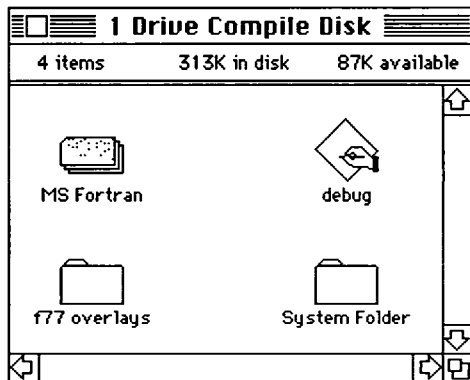 1 Drive Compile Disk
4 items 313K in disk 87K available
MS Fortran debug
f77 overlays System Folder